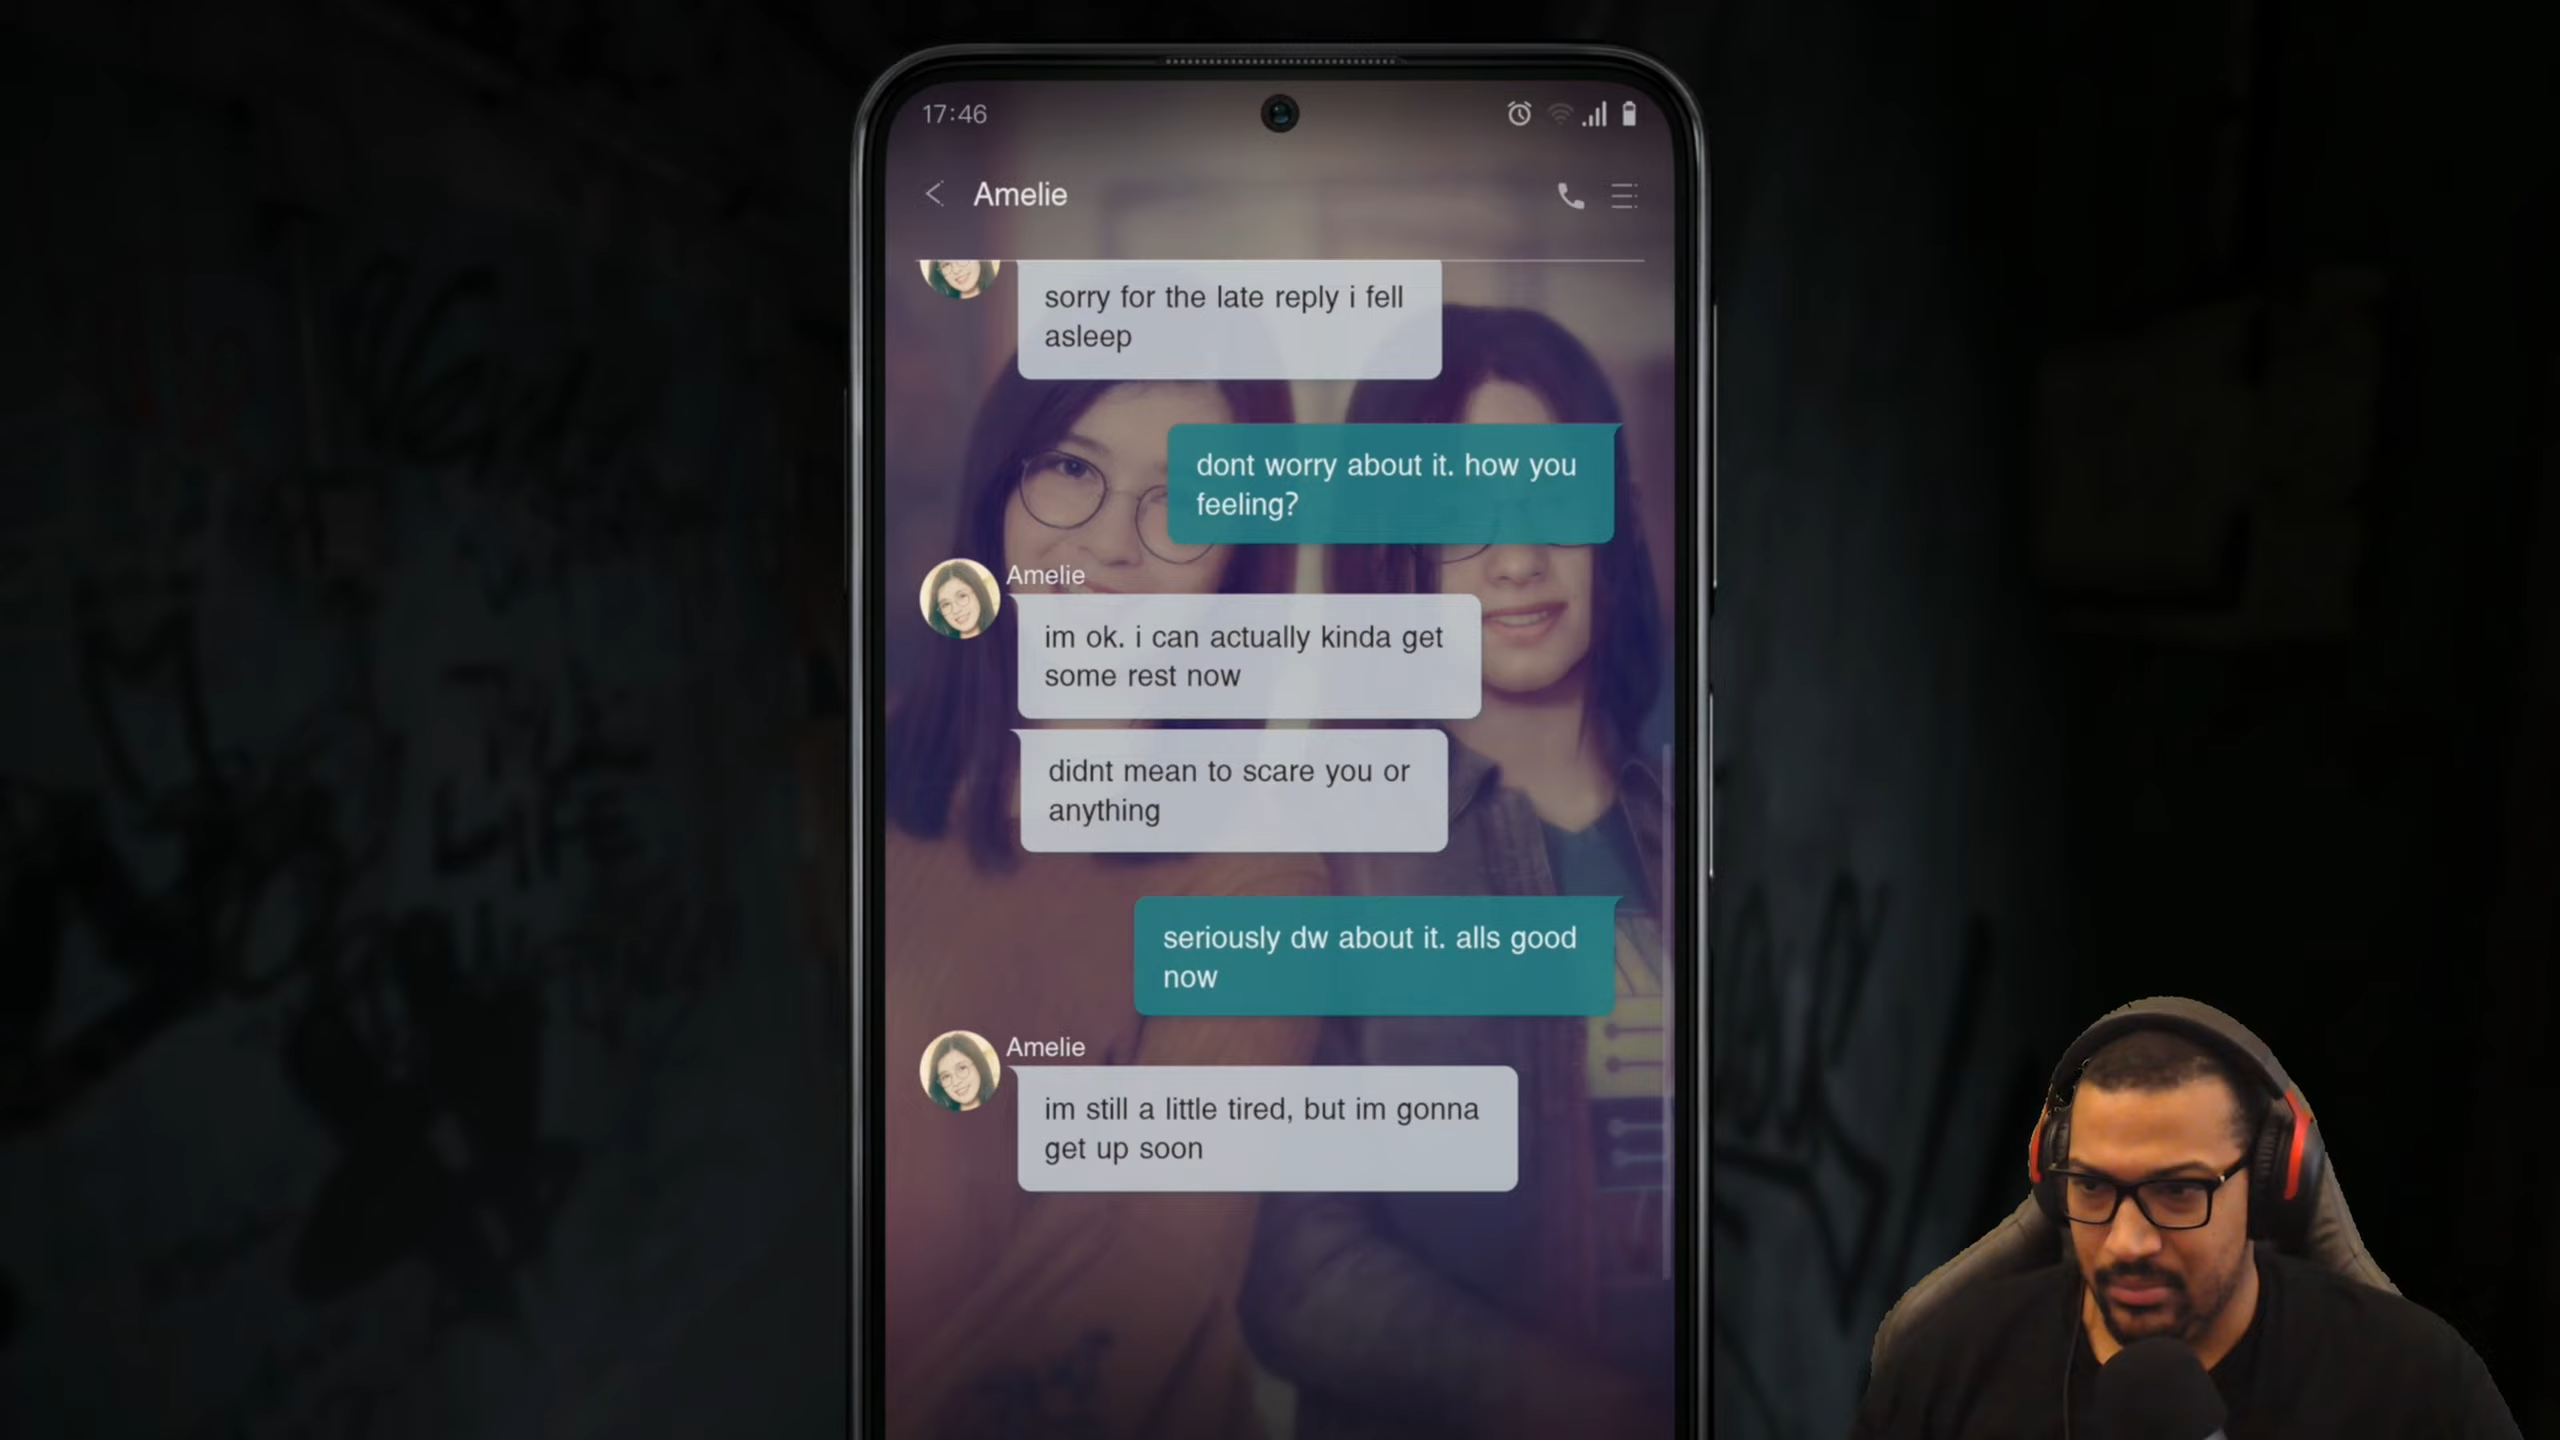 17:46
Amelie
sorry for the late reply i fell
asleep
dont worry about it. how you
feeling?
Amelie
im ok. i can actually kinda get
some rest now
didnt mean to scare you or
anything
seriously dw about it. alls good
now
Amelie
im still a little tired, but im gonna
get up soon